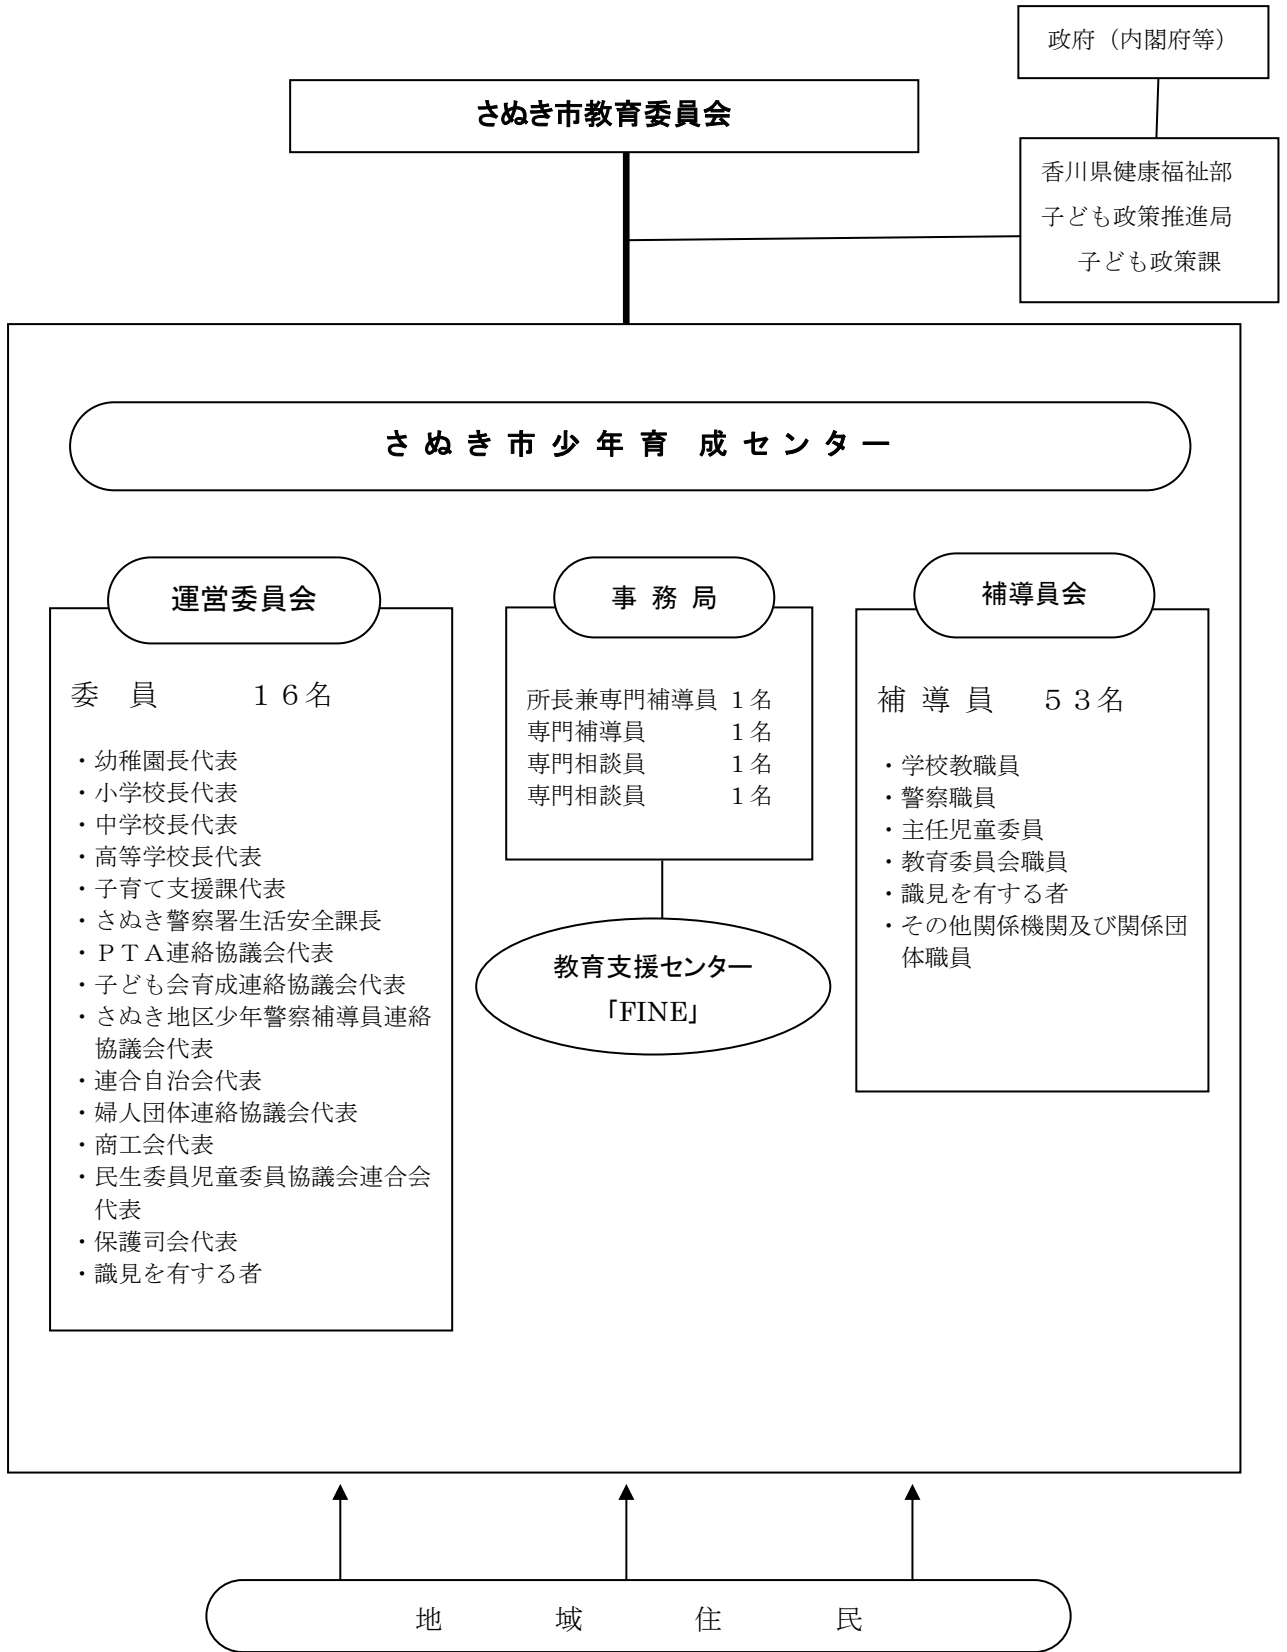 政府（内閣府等）
さぬき市教育委員会
香川県健康福祉部
子ども政策推進局
子ども政策課
さ ぬ き 市 少 年 育 成 セ ン タ ー
運営委員会
委　員　　　１６名
・幼稚園長代表
・小学校長代表
・中学校長代表
・高等学校長代表
・子育て支援課代表
・さぬき警察署生活安全課長
・ＰＴＡ連絡協議会代表
・子ども会育成連絡協議会代表
・さぬき地区少年警察補導員連絡
協議会代表
・連合自治会代表
・婦人団体連絡協議会代表
・商工会代表
・民生委員児童委員協議会連合会
代表
・保護司会代表
・識見を有する者
事 務 局
所長兼専門補導員 １名
専門補導員　　　 １名
専門相談員　　　 １名
専門相談員　　　 １名
教育支援センター
「FINE」
補導員会
補 導 員　 ５３名
・学校教職員
・警察職員
・主任児童委員
・教育委員会職員
・識見を有する者
・その他関係機関及び関係団
体職員
地　　域　　住　　民